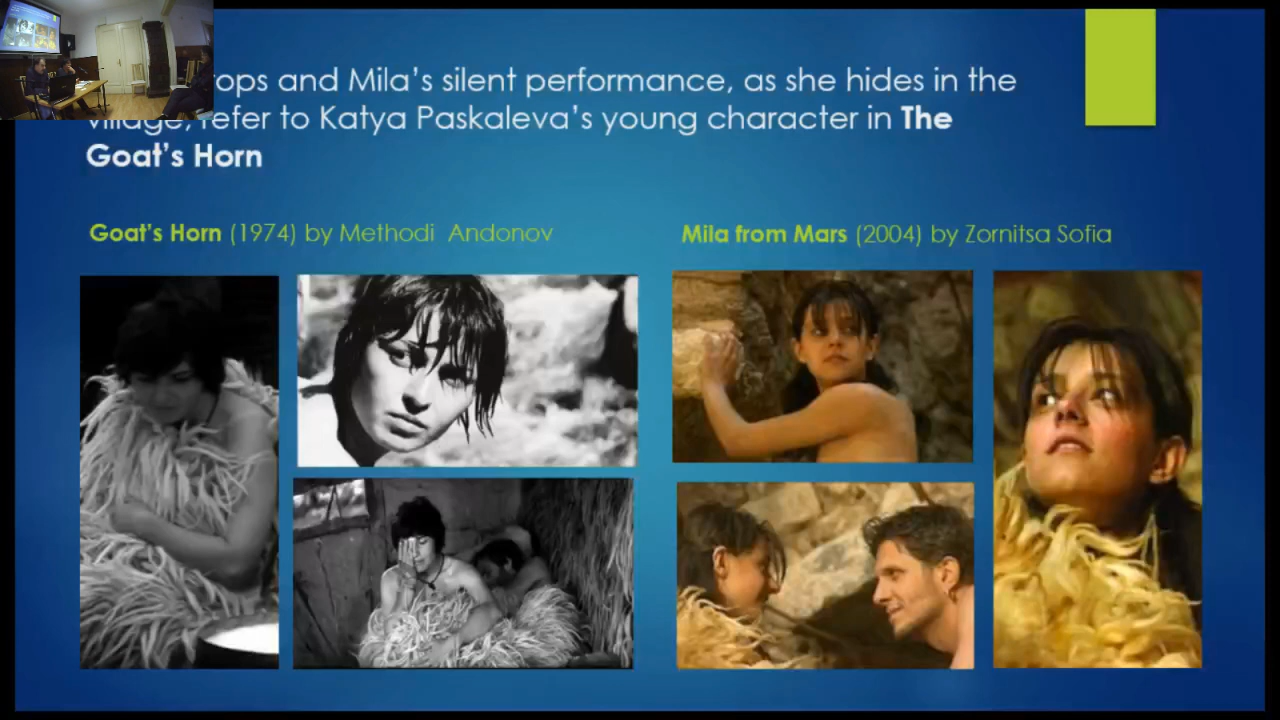 rops and Mila's silent performance, as she hides in the
village, refer to Katya Paskaleva's young character in The
Goat's Horn
Goat's Horn (1974) by Methodi Andonov
Mila from Mars (2004) by Zornitsa Sofia